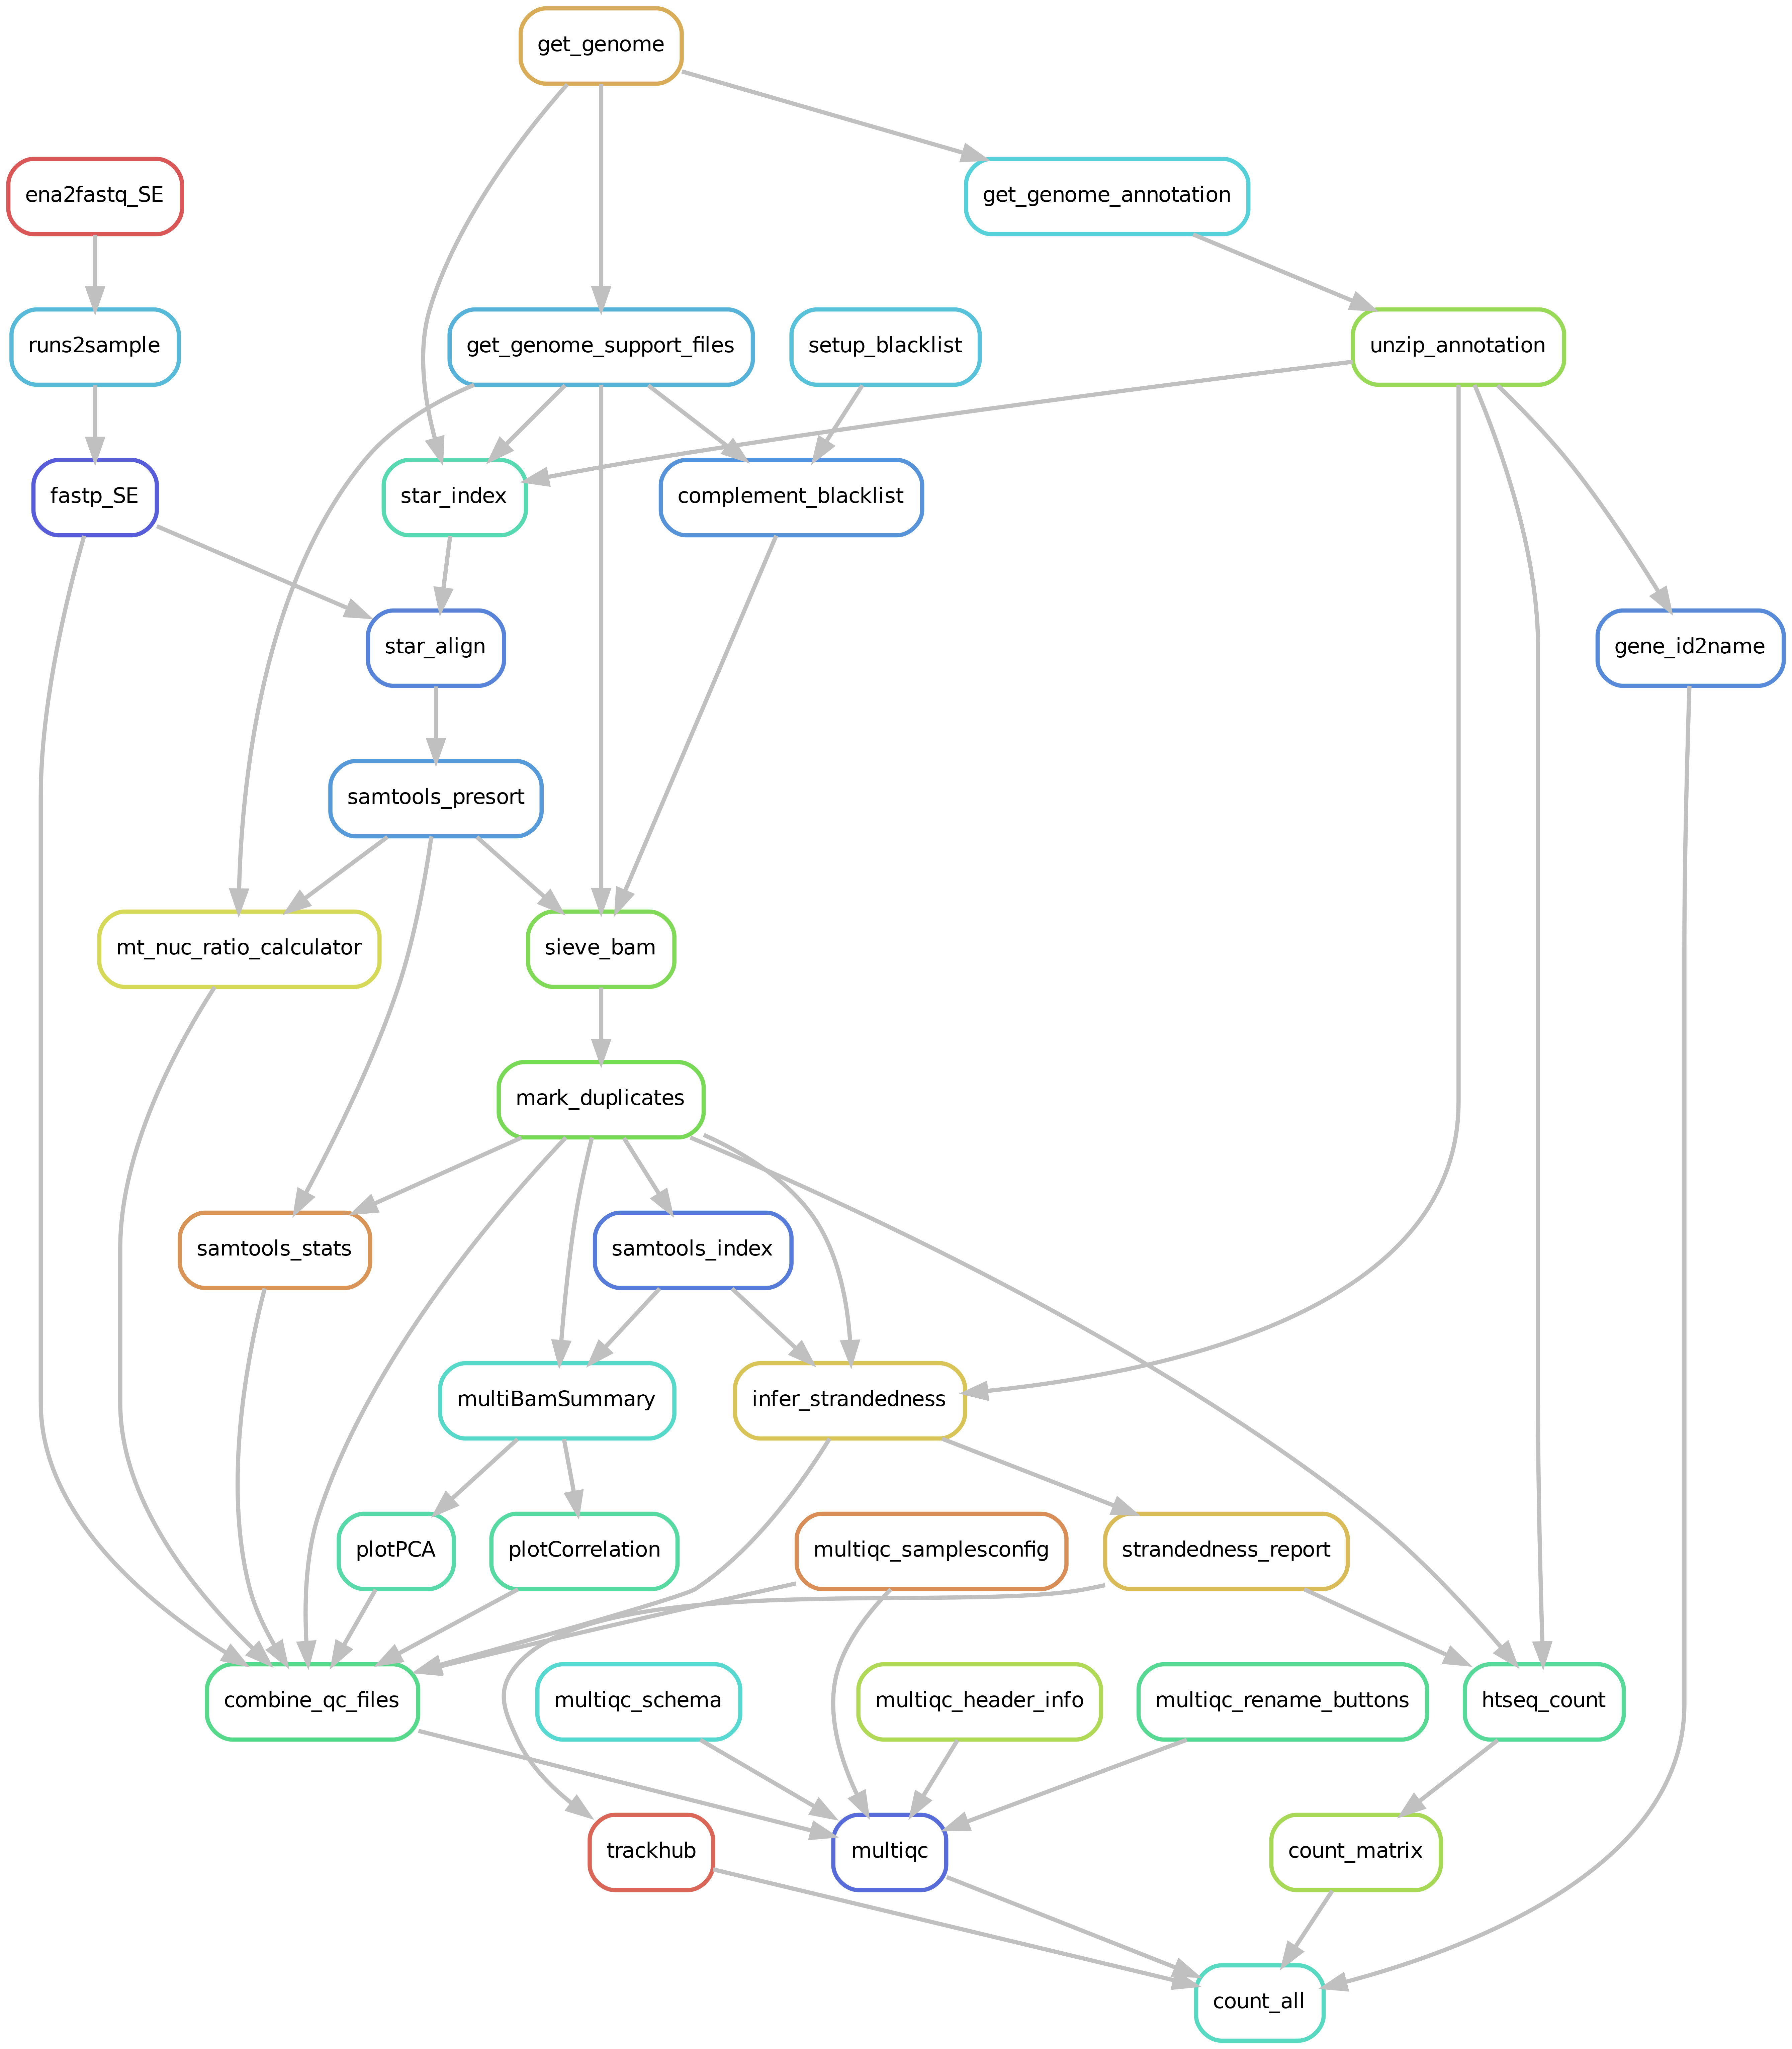 get_genome
ena2fastq_SE
get_genome_annotation
runs2sample
get_genome_support_files
setup_blacklist
unzip_annotation
fastp_SE
star_index
complement_blacklist
star_align
gene_id2name
samtools_presort
mt_nuc_ratio_calculator
sieve_bam
mark_duplicates
samtools_stats
samtools_index
multiBamSummary
infer_strandedness
plotPCA
plotCorrelation
multiqc_samplesconfig
strandedness_report
combine_qc_files
multiqc_schema
multiqc_header_info
multiqc_rename_buttons
htseq_count
trackhub
multiqc
count_matrix
count_all